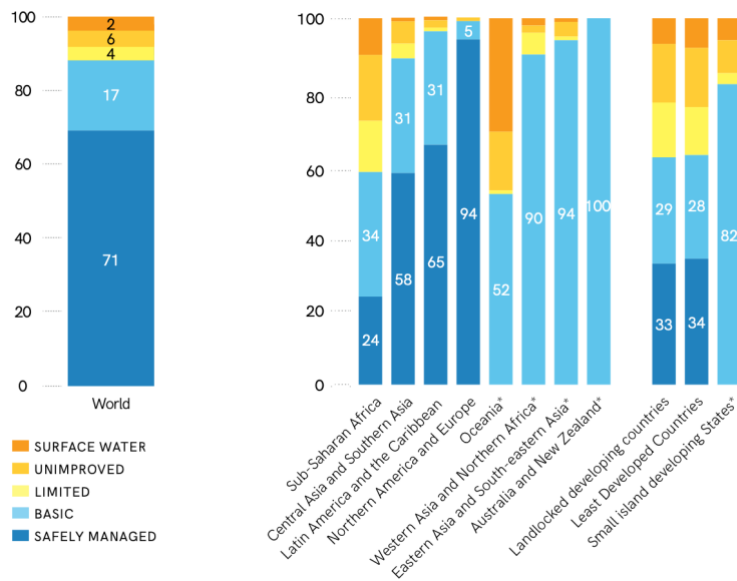 100
80
60
40
20
0
2
6
4
17
71
World
SURFACE WATER
UNIMPROVED
LIMITED
BASIC
SAFELY MANAGED
100
80
60
40
20
0
34
24
31
58
31
65
5
94
52
90
94
100
29
33
28
34
82
Sub-Saharan Africa
Central Asia and Southern Asia
Latin America and the Caribbean
Northern America and Europe
Oceania*
Western Asia and Northern Africa*
Eastern Asia and South-eastern Asia*
Australia and New Zealand*
Landlocked developing countries
Least Developed Countries
Small island developing States*